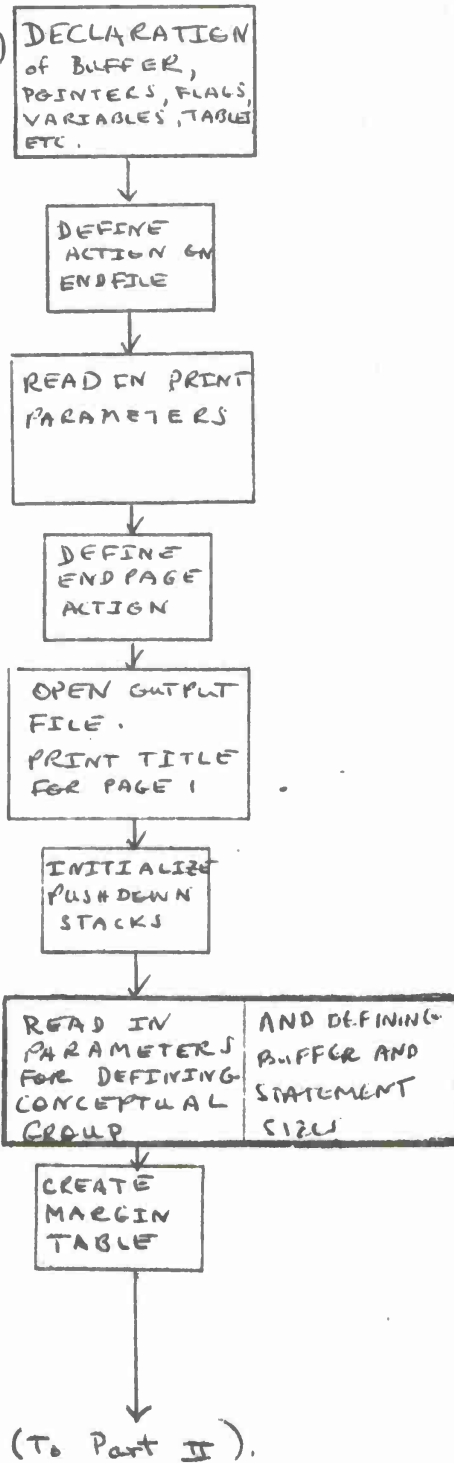 )
DECLARATION
of BUFFER,
POINTERS, FLAGS,
VARIABLES, TABLES
ETC.
DEFINE
ACTION ON
ENDFILE
READ IN PRINT
PARAMETERS
DEFINE
ENDPAGE
ACTION
OPEN OUTPUT
FILE.
PRINT TITLE
FOR PAGE 1
INITIALIZE
PUSHDOWN
STACKS
READ IN
PARAMETERS
FOR DEFINING
CONCEPTUAL
GROUP
AND DEFINING
BUFFER AND
STATEMENT
SIZES
CREATE
MARGIN
TABLE
(To Part II).